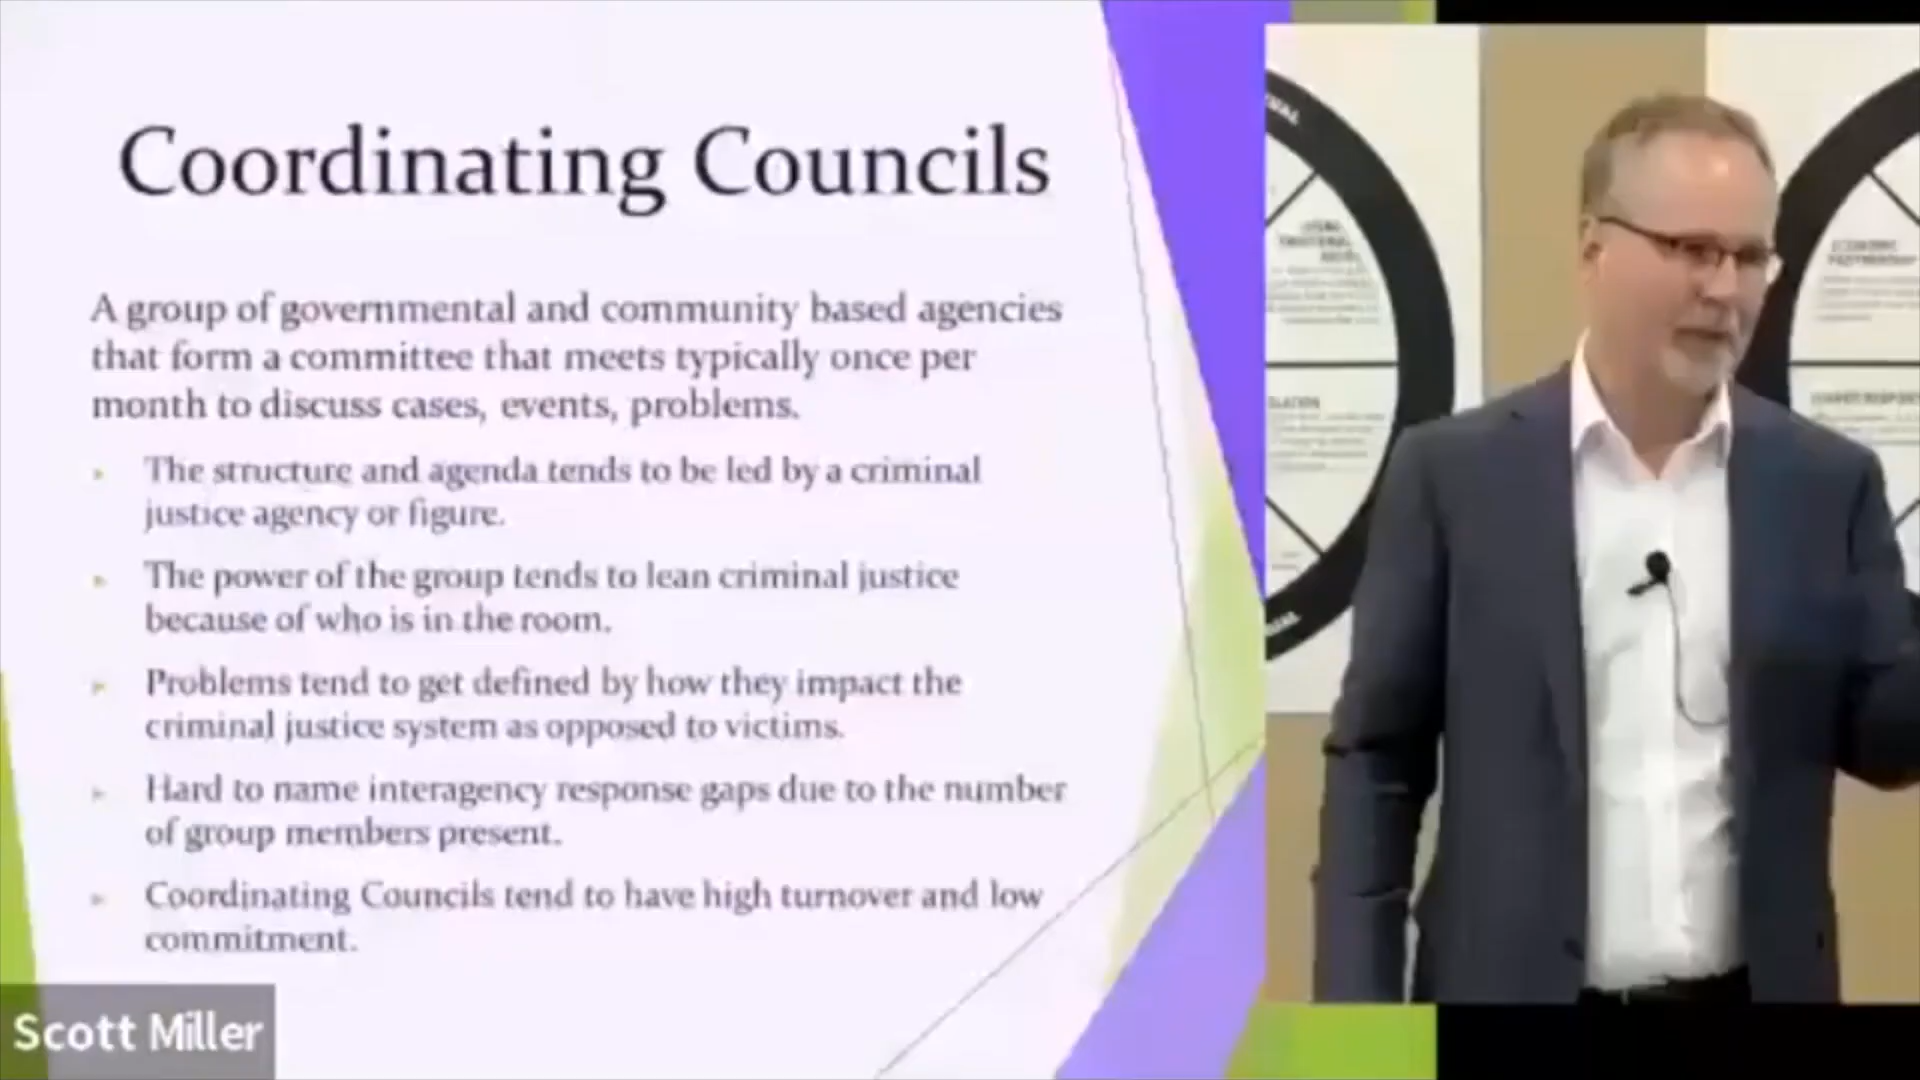 Coordinating Councils
A group of governmental and community based agencies
that form a committee that meets typically once per
month to discuss cases, events, problems.
The structure and agenda tends to be led by a criminal
justice agency or figure.
The power of the group tends to lean criminal justice
because of who is in the room.
Problems tend to get defined by how they impact the
criminal justice system as opposed to victims.
Hard to name interagency response gaps due to the number
of group members present.
Coordinating Councils tend to have high turnover and low
commitment.
Scott Miller